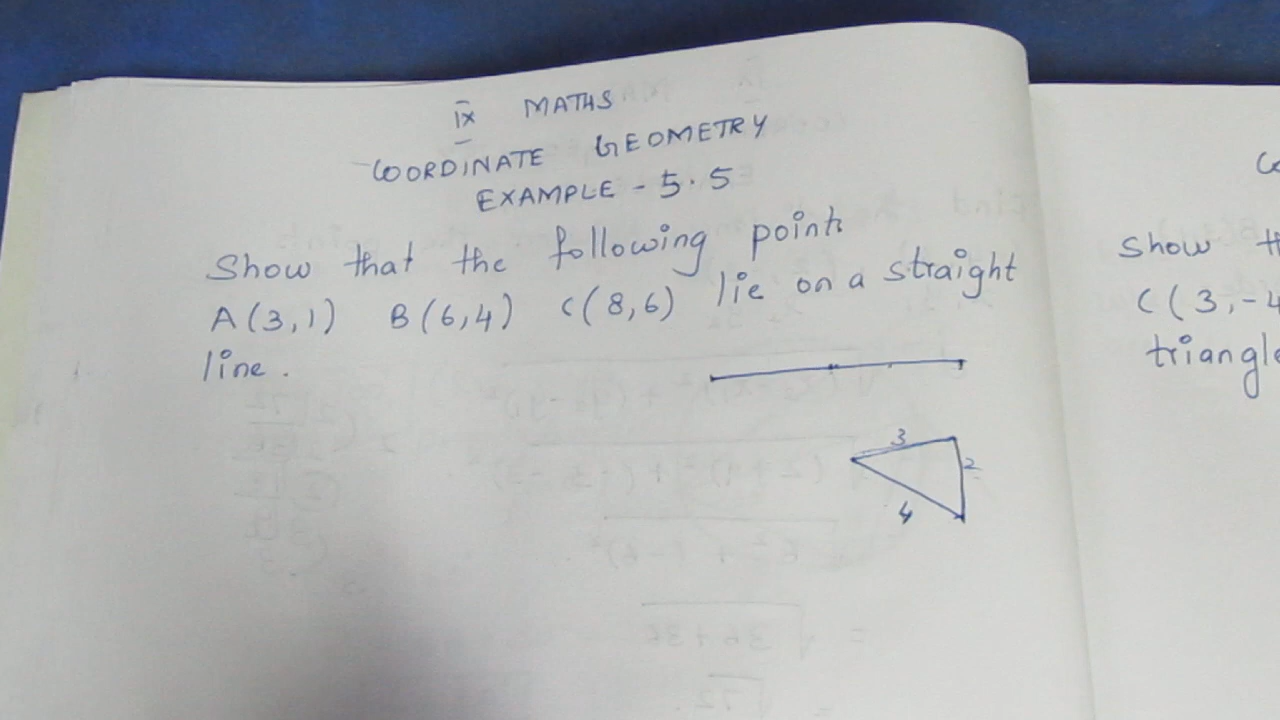 IX MATHS
COORDINATE GEOMETRY
EXAMPLE - 5.5
Show that the following points
A(3,1) B(6,4) C(8,6) lie on a straight
line.
3
2
4
Show
C(3,-4
triangle